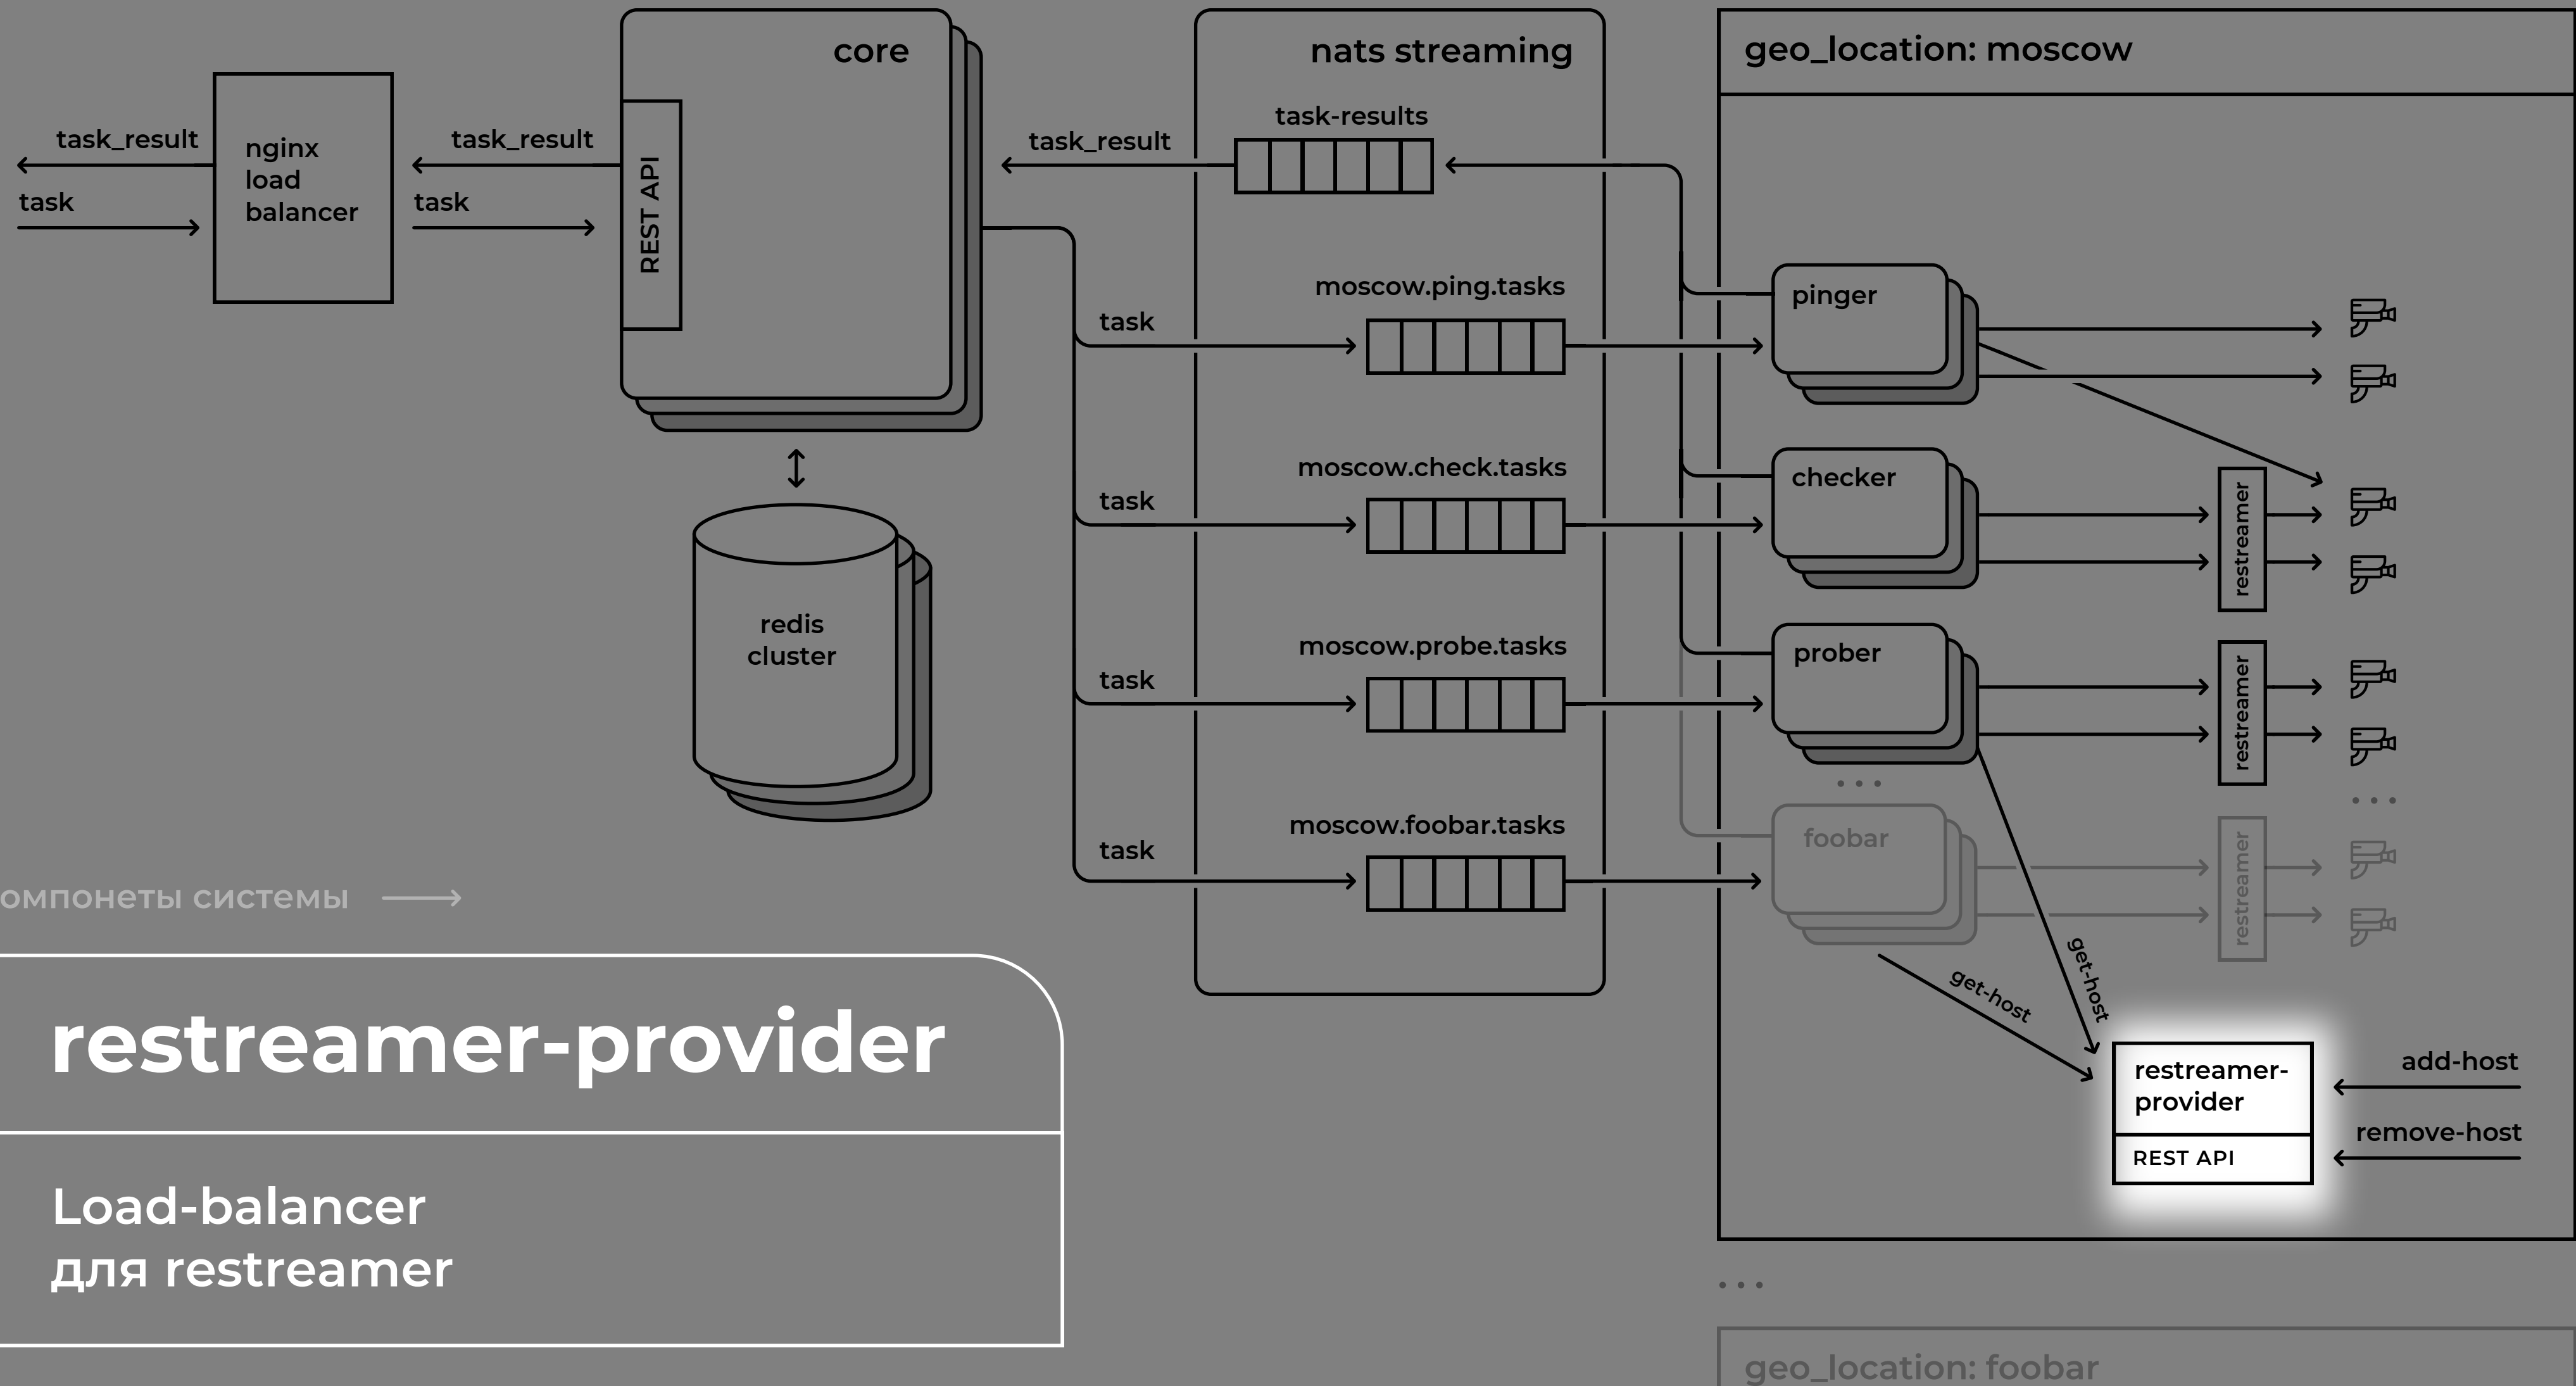 core
nats streaming
geo_location: moscow
task_result
task
nginx
load
balancer
task_result
task
REST API
task_result
task-results
moscow.ping.tasks
task
pinger
moscow.check.tasks
task
checker
restreamer
redis
cluster
moscow.probe.tasks
task
prober
restreamer
...
...
moscow.foobar.tasks
task
foobar
restreamer
get-host
get-host
омпонеты системы
restreamer-provider
Load-balancer
для restreamer
restreamer-
provider
REST API
add-host
remove-host
...
geo_location: foobar